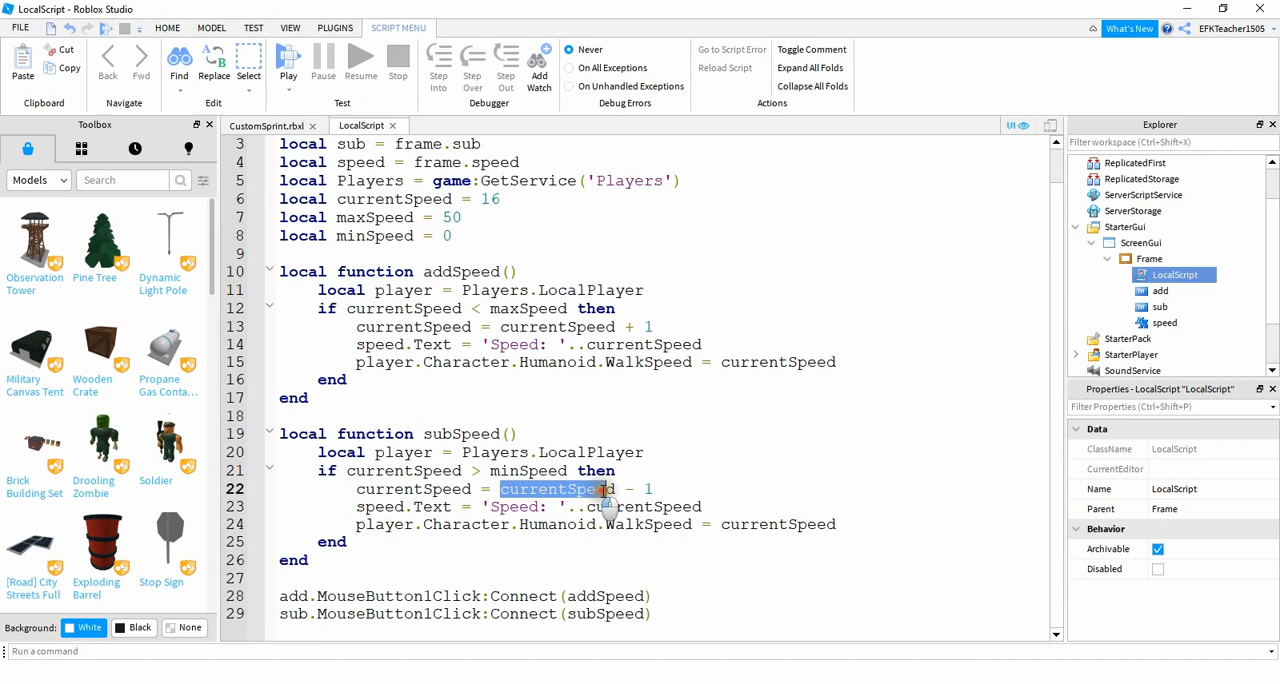 LocalScript - Roblox Studio
FILE HOME MODEL TEST VIEW PLUGINS SCRIPT MENU What's New EFKTeacher1505
Paste Cut Copy Back Fwd Find Replace Select Play Pause Resume Stop Step Into Step Over Step Out Add Watch
Never
On All Exceptions
On Unhandled Exceptions
Go to Script Error
Reload Script
Toggle Comment
Expand All Folds
Collapse All Folds
Clipboard Navigate Edit Test Debugger Debug Errors Actions
Toolbox
Models Search
Observation Tower
Pine Tree
Dynamic Light Pole
Military Canvas Tent
Wooden Crate
Propane Gas Conta...
Brick Building Set
Drooling Zombie
Zombie Soldier
[Road] City Streets Full
Exploding Barrel
Stop Sign
Background: White Black None
CustomSprint.rbxl LocalScript UI
3 local sub = frame.sub
4 local speed = frame.speed
5 local Players = game:GetService('Players')
6 local currentSpeed = 16
7 local maxSpeed = 50
8 local minSpeed = 0
9
10 local function addSpeed()
11 local player = Players.LocalPlayer
12 if currentSpeed < maxSpeed then
13 currentSpeed = currentSpeed + 1
14 speed.Text = 'Speed: '..currentSpeed
15 player.Character.Humanoid.WalkSpeed = currentSpeed
16 end
17 end
18
19 local function subSpeed()
20 local player = Players.LocalPlayer
21 if currentSpeed > minSpeed then
22 currentSpeed = currentSpeed - 1
23 speed.Text = 'Speed: '..currentSpeed
24 player.Character.Humanoid.WalkSpeed = currentSpeed
25 end
26 end
27
28 add.MouseButton1Click:Connect(addSpeed)
29 sub.MouseButton1Click:Connect(subSpeed)
Explorer
Filter workspace (Ctrl+Shift+X)
ReplicatedFirst
ReplicatedStorage
ServerScriptService
ServerStorage
StarterGui
ScreenGui
Frame
LocalScript
add
sub
speed
StarterPack
StarterPlayer
SoundService
Properties - LocalScript "LocalScript"
Filter Properties (Ctrl+Shift+P)
Data
ClassName LocalScript
CurrentEditor
Name LocalScript
Parent Frame
Behavior
Archivable
Disabled
Run a command